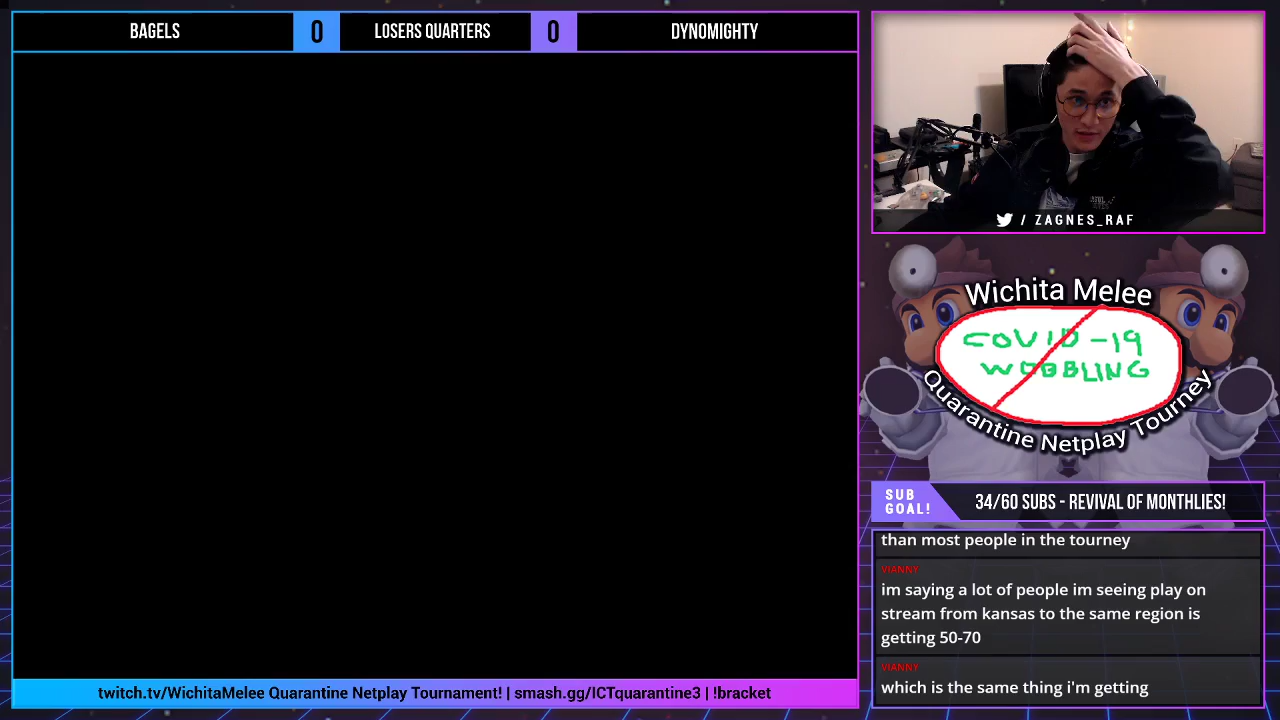 BAGELS 0 LOSERS QUARTERS 0 DYNOMIGHTY
/ ZAGNES_RAF
Wichita Melee
COVID-19
WOBBLING
Quarantine Netplay Tourney
SUB GOAL!
34/60 SUBS - REVIVAL OF MONTHLIES!
than most people in the tourney
VIANNY
im saying a lot of people im seeing play on
stream from kansas to the same region is
getting 50-70
VIANNY
which is the same thing i'm getting
twitch.tv/WichitaMelee Quarantine Netplay Tournament! | smash.gg/ICTquarantine3 | !bracket